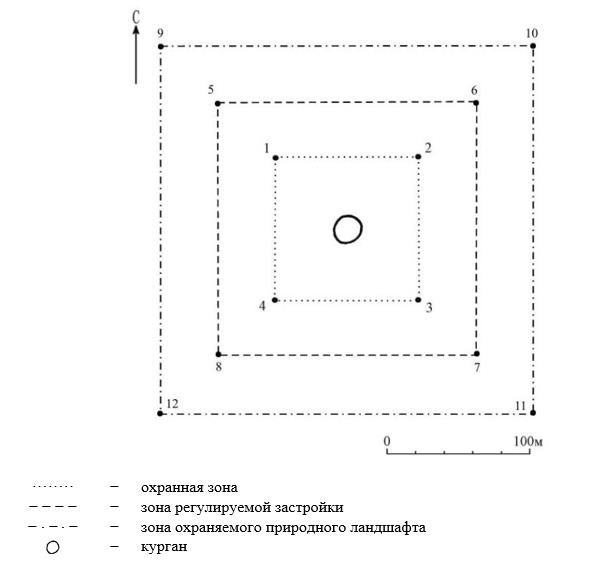 С
9 10
5 6
1 2
4 3
8 7
12 11
0 100м
– охранная зона
– зона регулируемой застройки
– зона охраняемого природного ландшафта
– курган